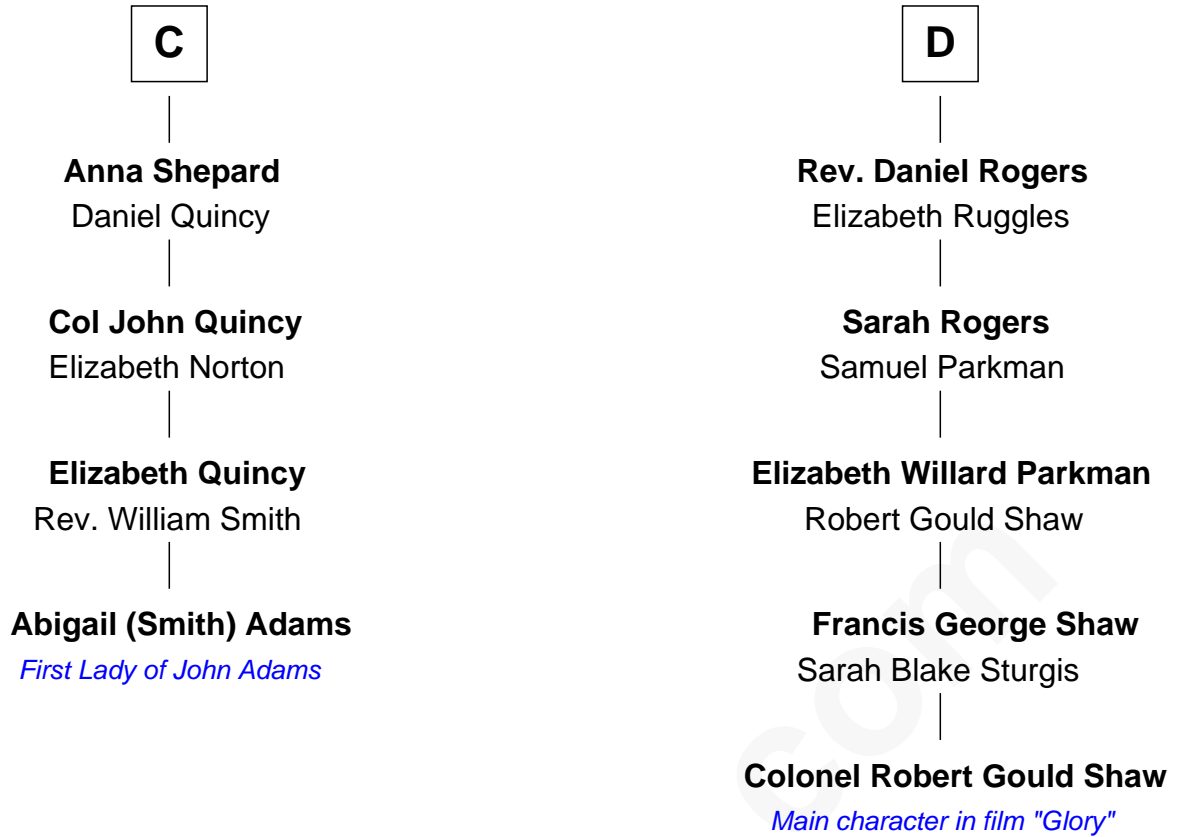 C
Anna Shepard
Daniel Quincy
Col John Quincy
Elizabeth Norton
Elizabeth Quincy
Rev. William Smith
Abigail (Smith) Adams
First Lady of John Adams
D
Rev. Daniel Rogers
Elizabeth Ruggles
Sarah Rogers
Samuel Parkman
Elizabeth Willard Parkman
Robert Gould Shaw
Francis George Shaw
Sarah Blake Sturgis
Colonel Robert Gould Shaw
Main character in film "Glory"
com